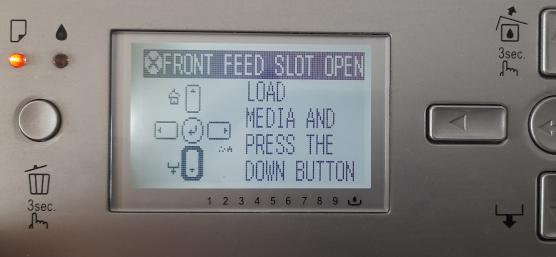 FRONT FEED SLOT OPEN
LOAD
MEDIA AND
PRESS THE
DOWN BUTTON
1 2 3 4 5 6 7 8 9
3sec.
3sec.